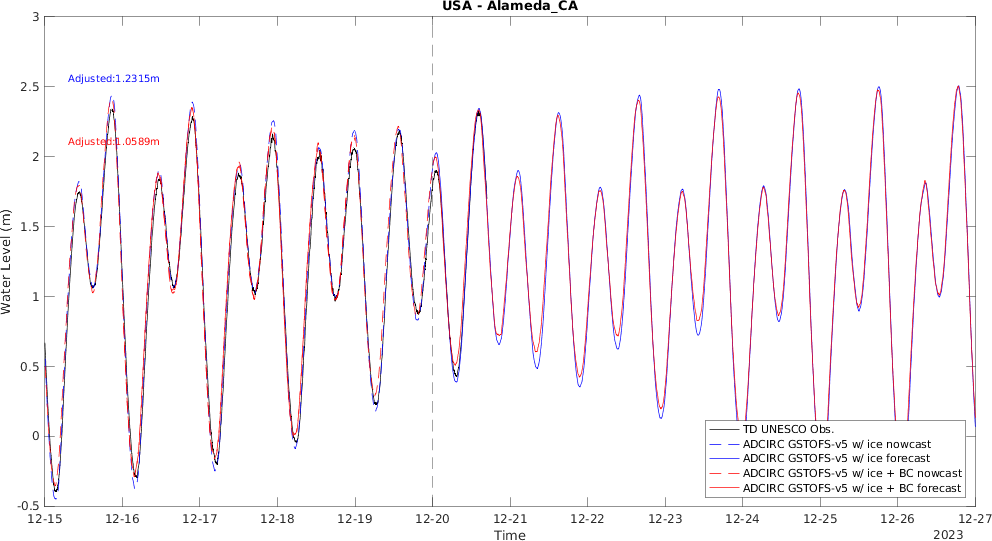 USA - Alameda_CA
3
2.5
2
1.5
1
0.5
0
-0.5
Water Level (m)
Adjusted:1.2315m
Adjusted:1.0589m
TD UNESCO Obs.
ADCIRC GSTOFS-v5 w/ ice nowcast
ADCIRC GSTOFS-v5 w/ ice forecast
ADCIRC GSTOFS-v5 w/ ice + BC nowcast
ADCIRC GSTOFS-v5 w/ ice + BC forecast
12-15 12-16 12-17 12-18 12-19 12-20 12-21 12-22 12-23 12-24 12-25 12-26 12-27
Time
2023